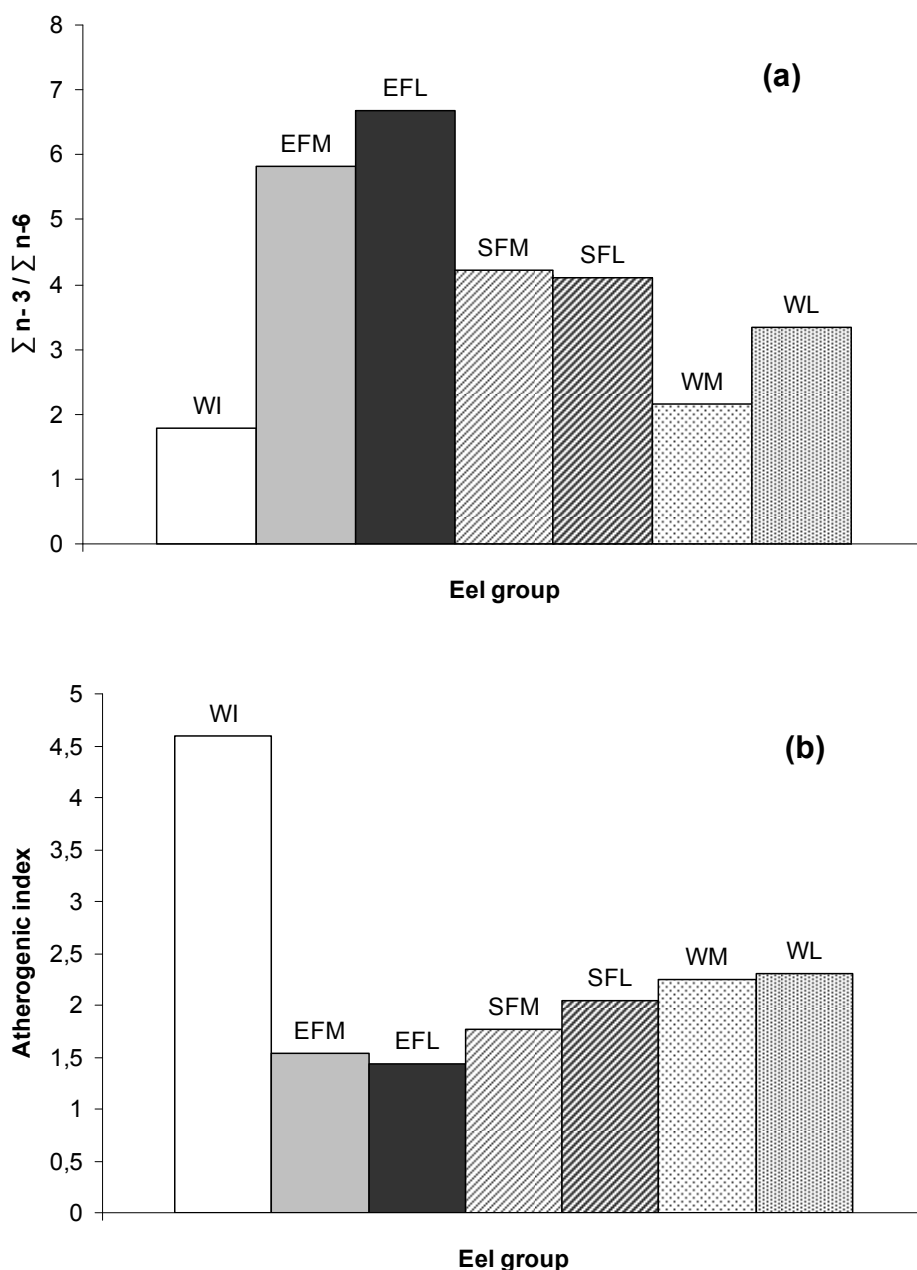 8
7
6
5
4
3
2
1
0
∑ n- 3 / ∑ n-6
(a)
WI
EFM
EFL
SFM
SFL
WM
WL
Eel group
5
4,5
4
3,5
3
2,5
2
1,5
1
0,5
0
Atherogenic index
(b)
WI
EFM
EFL
SFM
SFL
WM
WL
Eel group